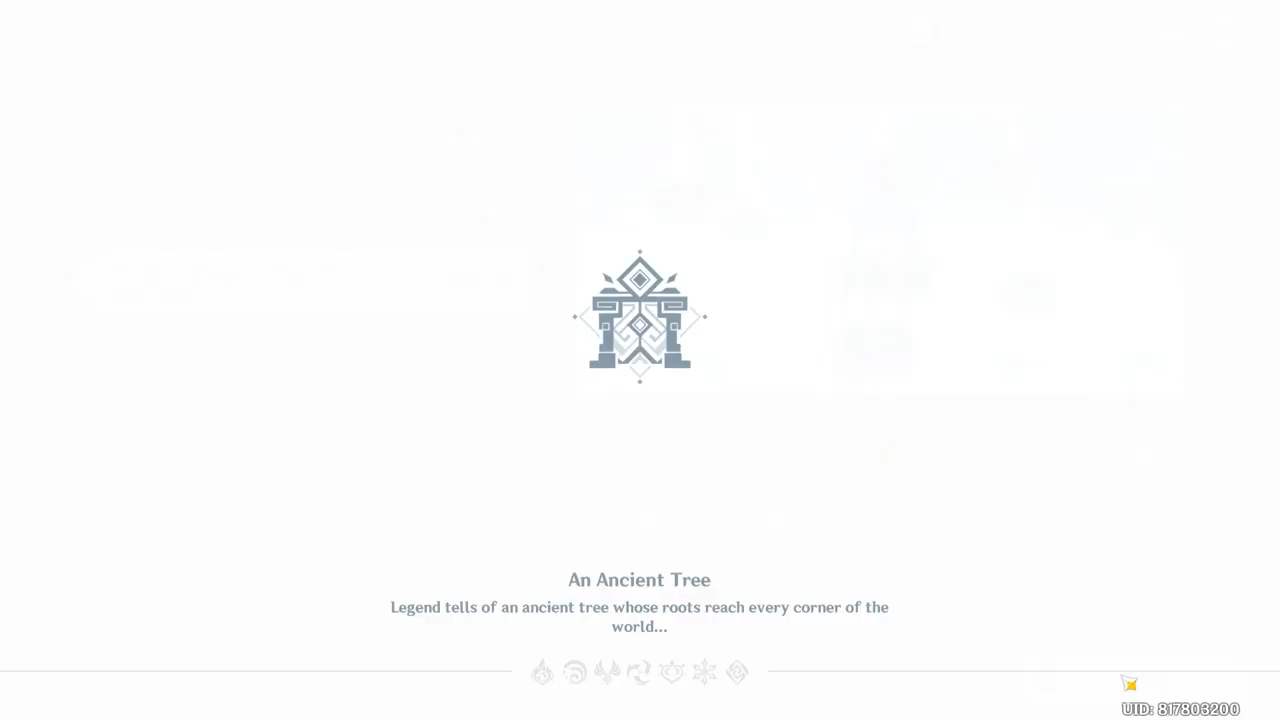 An Ancient Tree
Legend tells of an ancient tree whose roots reach every corner of the
world...
UID: 817803200